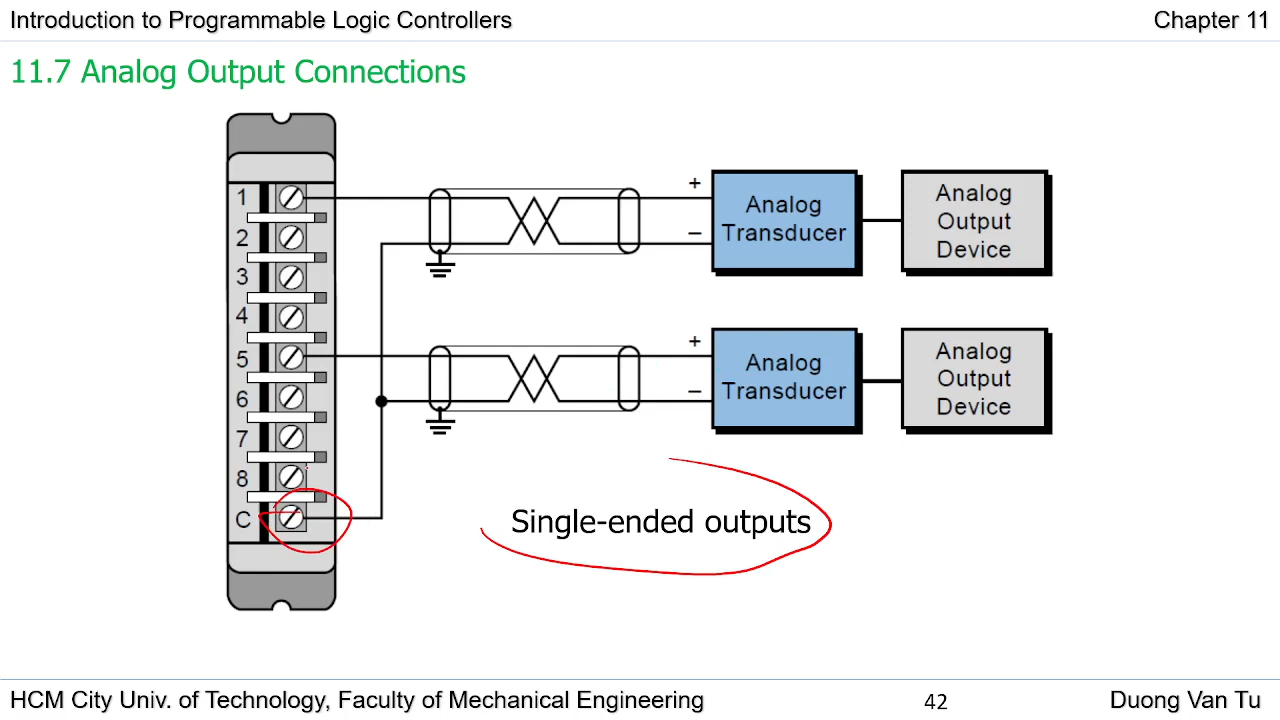 Introduction to Programmable Logic Controllers
Chapter 11
11.7 Analog Output Connections
1
2
3
4
5
6
7
8
C
+
−
Analog
Transducer
Analog
Output
Device
+
−
Analog
Transducer
Analog
Output
Device
Single-ended outputs
HCM City Univ. of Technology, Faculty of Mechanical Engineering
42
Duong Van Tu